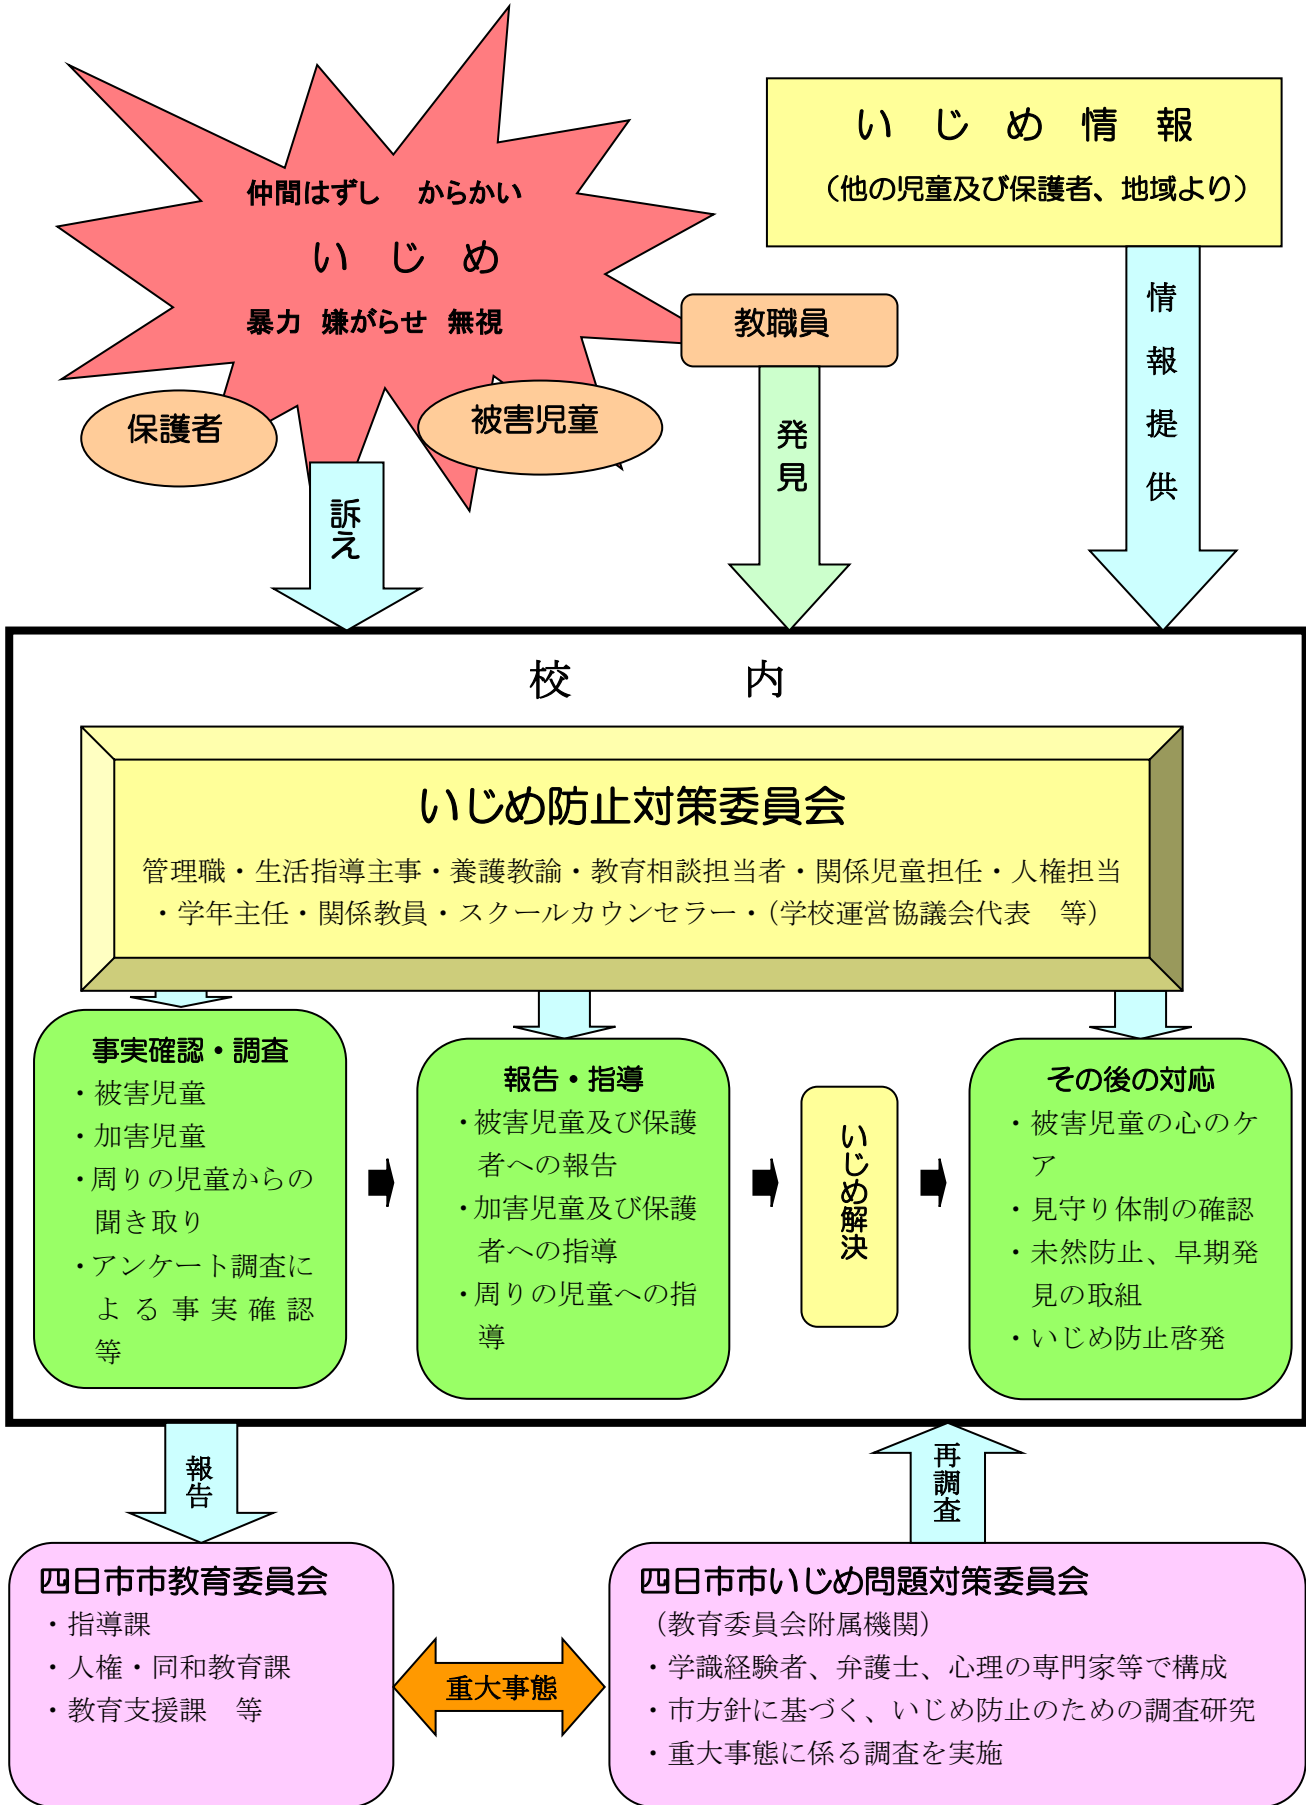 仲間はずし　からかい
い　じ　め
暴力　嫌がらせ　無視
い　じ　め　情　報
（他の児童及び保護者、地域より）
教職員
保護者
被害児童
訴え
発見
情報提供
校　　　　内
いじめ防止対策委員会
管理職・生活指導主事・養護教諭・教育相談担当者・関係児童担任・人権担当
・学年主任・関係教員・スクールカウンセラー・（学校運営協議会代表　等）
事実確認・調査
・被害児童
・加害児童
・周りの児童からの
聞き取り
・アンケート調査に
よる事実確認
等
報告・指導
・被害児童及び保護
者への報告
・加害児童及び保護
者への指導
・周りの児童への指
導
いじめ解決
その後の対応
・被害児童の心のケ
ア
・見守り体制の確認
・未然防止、早期発
見の取組
・いじめ防止啓発
報告
再調査
四日市市教育委員会
・指導課
・人権・同和教育課
・教育支援課　等
重大事態
四日市市いじめ問題対策委員会
（教育委員会附属機関）
・学識経験者、弁護士、心理の専門家等で構成
・市方針に基づく、いじめ防止のための調査研究
・重大事態に係る調査を実施